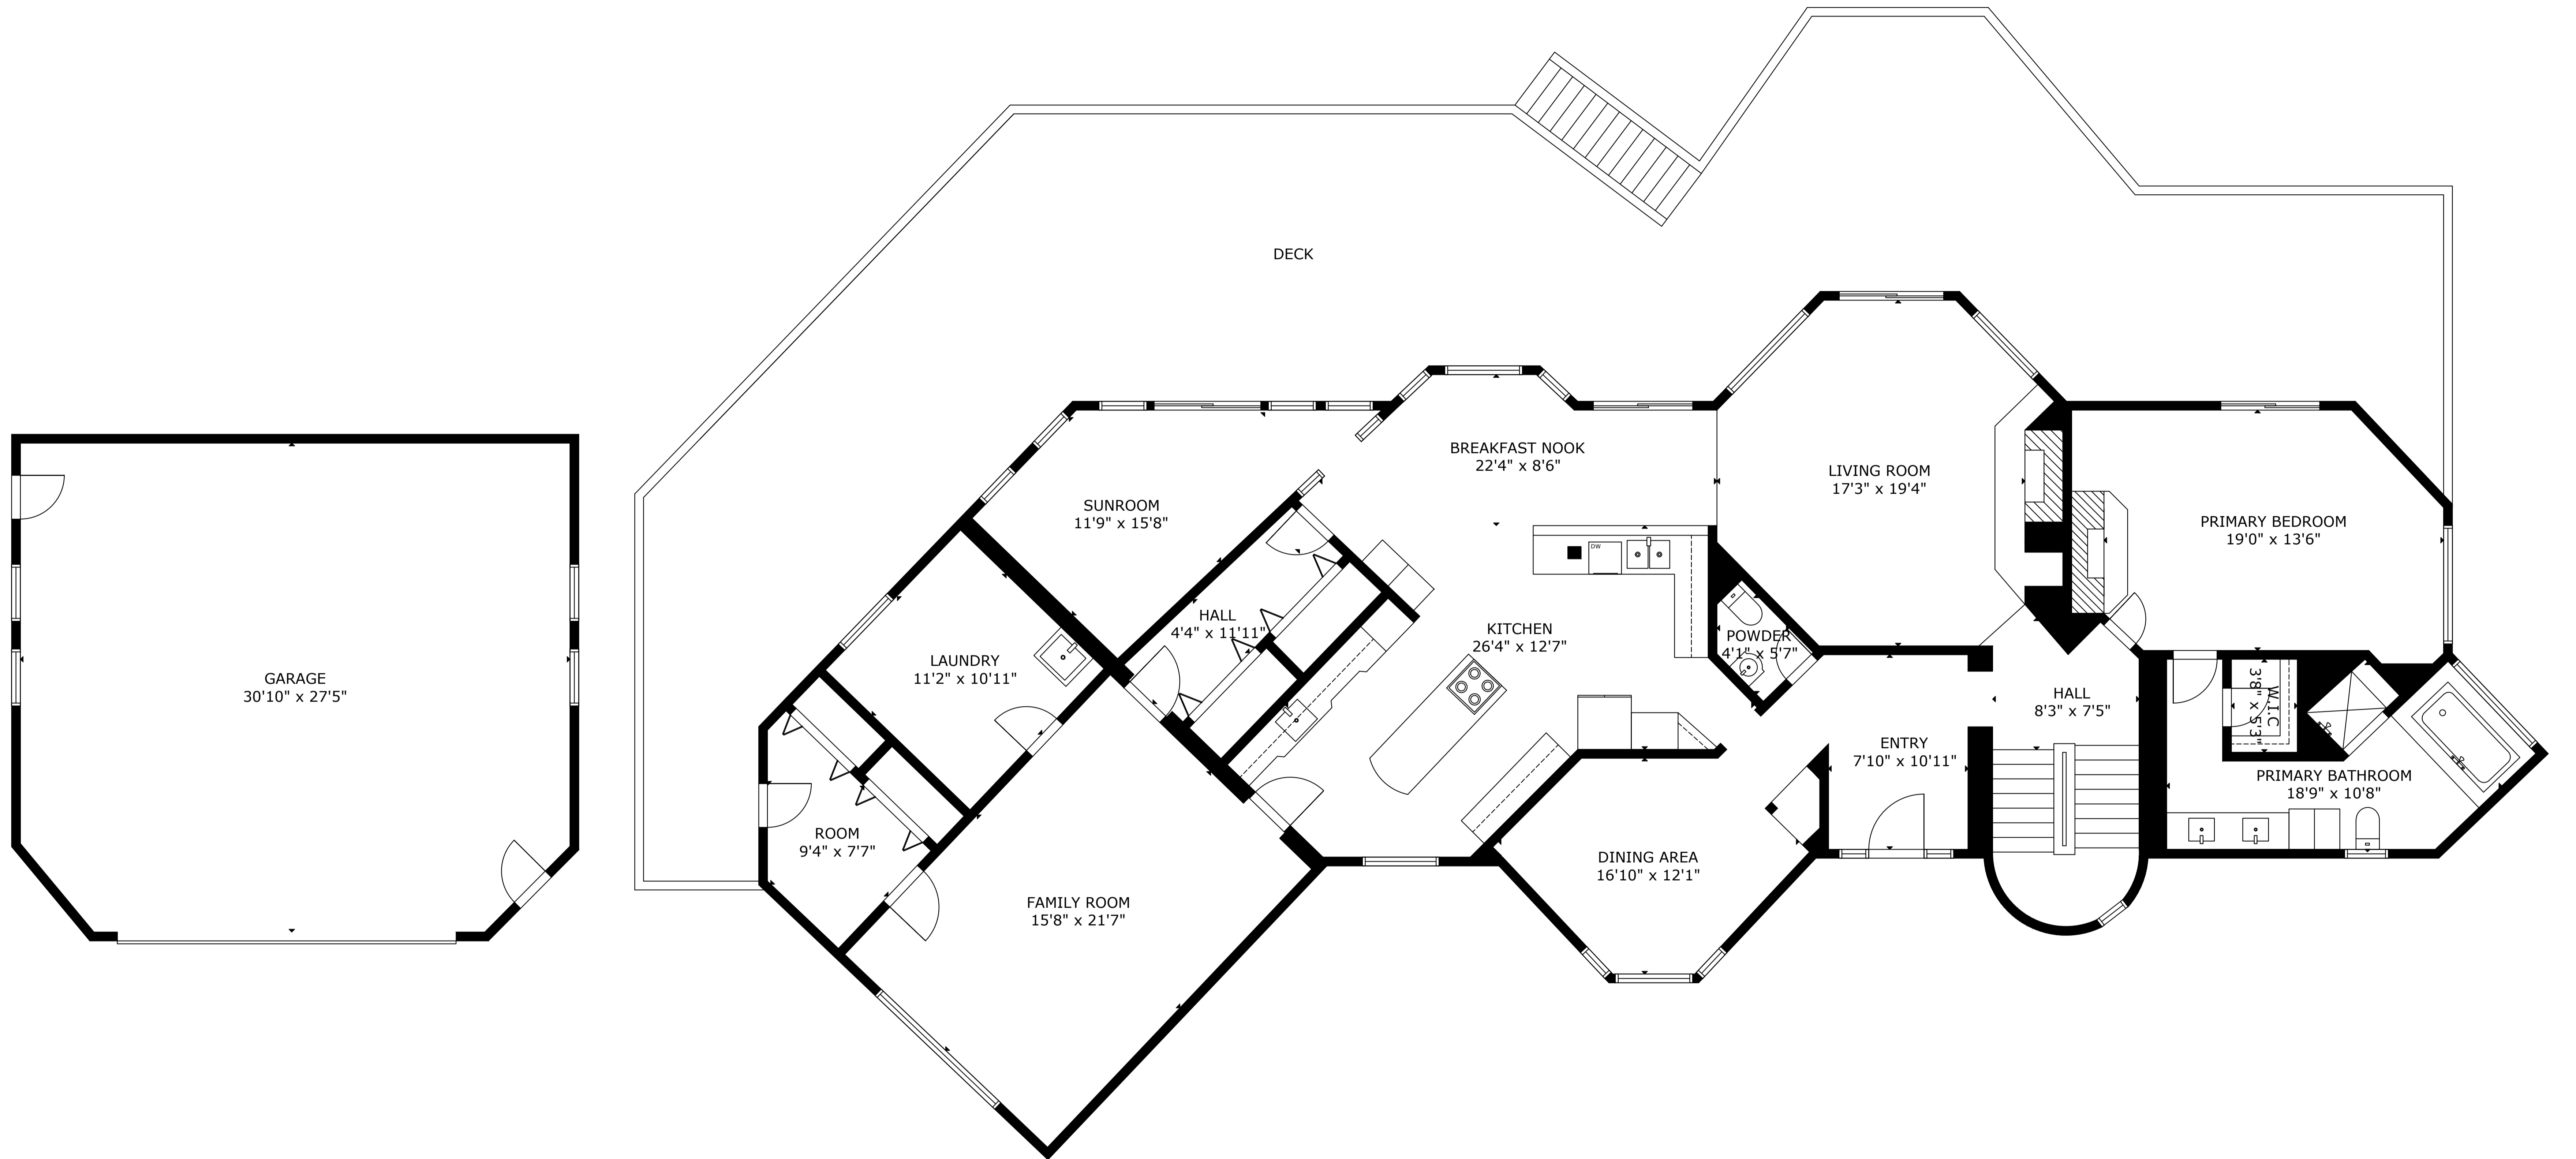 DECK
BREAKFAST NOOK
22'4" x 8'6"
LIVING ROOM
17'3" x 19'4"
SUNROOM
11'9" x 15'8"
PRIMARY BEDROOM
19'0" x 13'6"
DW
HALL
4'4" x 11'11"
KITCHEN
26'4" x 12'7"
POWDER
4'1" x 5'7"
LAUNDRY
11'2" x 10'11"
GARAGE
30'10" x 27'5"
HALL
8'3" x 7'5"
W.I.C
3'8" x 5'3"
ENTRY
7'10" x 10'11"
PRIMARY BATHROOM
18'9" x 10'8"
ROOM
9'4" x 7'7"
DINING AREA
16'10" x 12'1"
FAMILY ROOM
15'8" x 21'7"